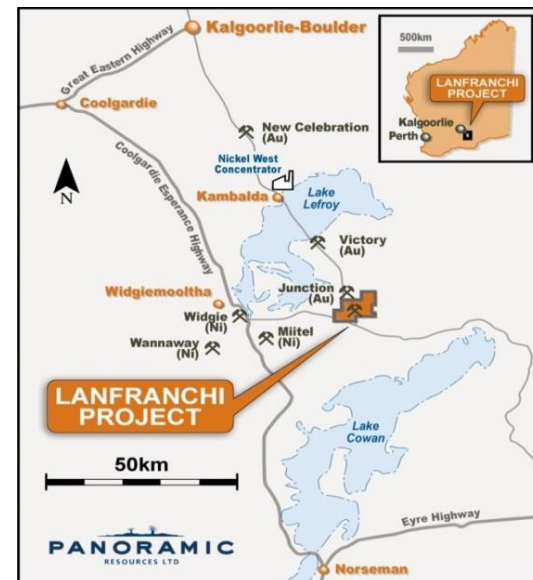 Kalgoorlie-Boulder
Great Eastern Highway
Coolgardie
500km
LANFRANCHI
PROJECT
Kalgoorlie
Perth
New Celebration
(Au)
Nickel West
Concentrator
Kambalda
Lake
Lefroy
N
Coolgardie Esperance Highway
Victory
(Au)
Junction
(Au)
Widgiemooltha
Widgie
(Ni)
Miitel
(Ni)
Wannaway
(Ni)
LANFRANCHI
PROJECT
Lake
Cowan
50km
Eyre Highway
PANORAMIC
RESOURCES LTD
Norseman